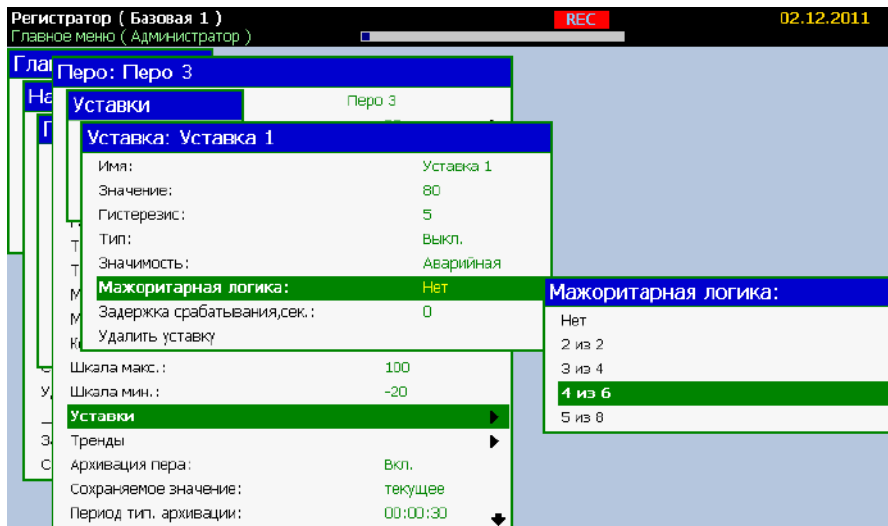 Регистратор ( Базовая 1 )
REC
02.12.2011
Главное меню ( Администратор )
Перо: Перо 3
Перо 3
Уставки
Уставка: Уставка 1
Имя: Уставка 1
Значение: 80
Гистерезис: 5
Тип: Выкл.
Значимость: Аварийная
Мажоритарная логика: Нет
Задержка срабатывания,сек.: 0
Удалить уставку
Мажоритарная логика:
Нет
2 из 2
3 из 4
4 из 6
5 из 8
Шкала макс.: 100
Шкала мин.: -20
Уставки
Тренды
Архивация пера: Вкл.
Сохраняемое значение: текущее
Период тип. архивации: 00:00:30